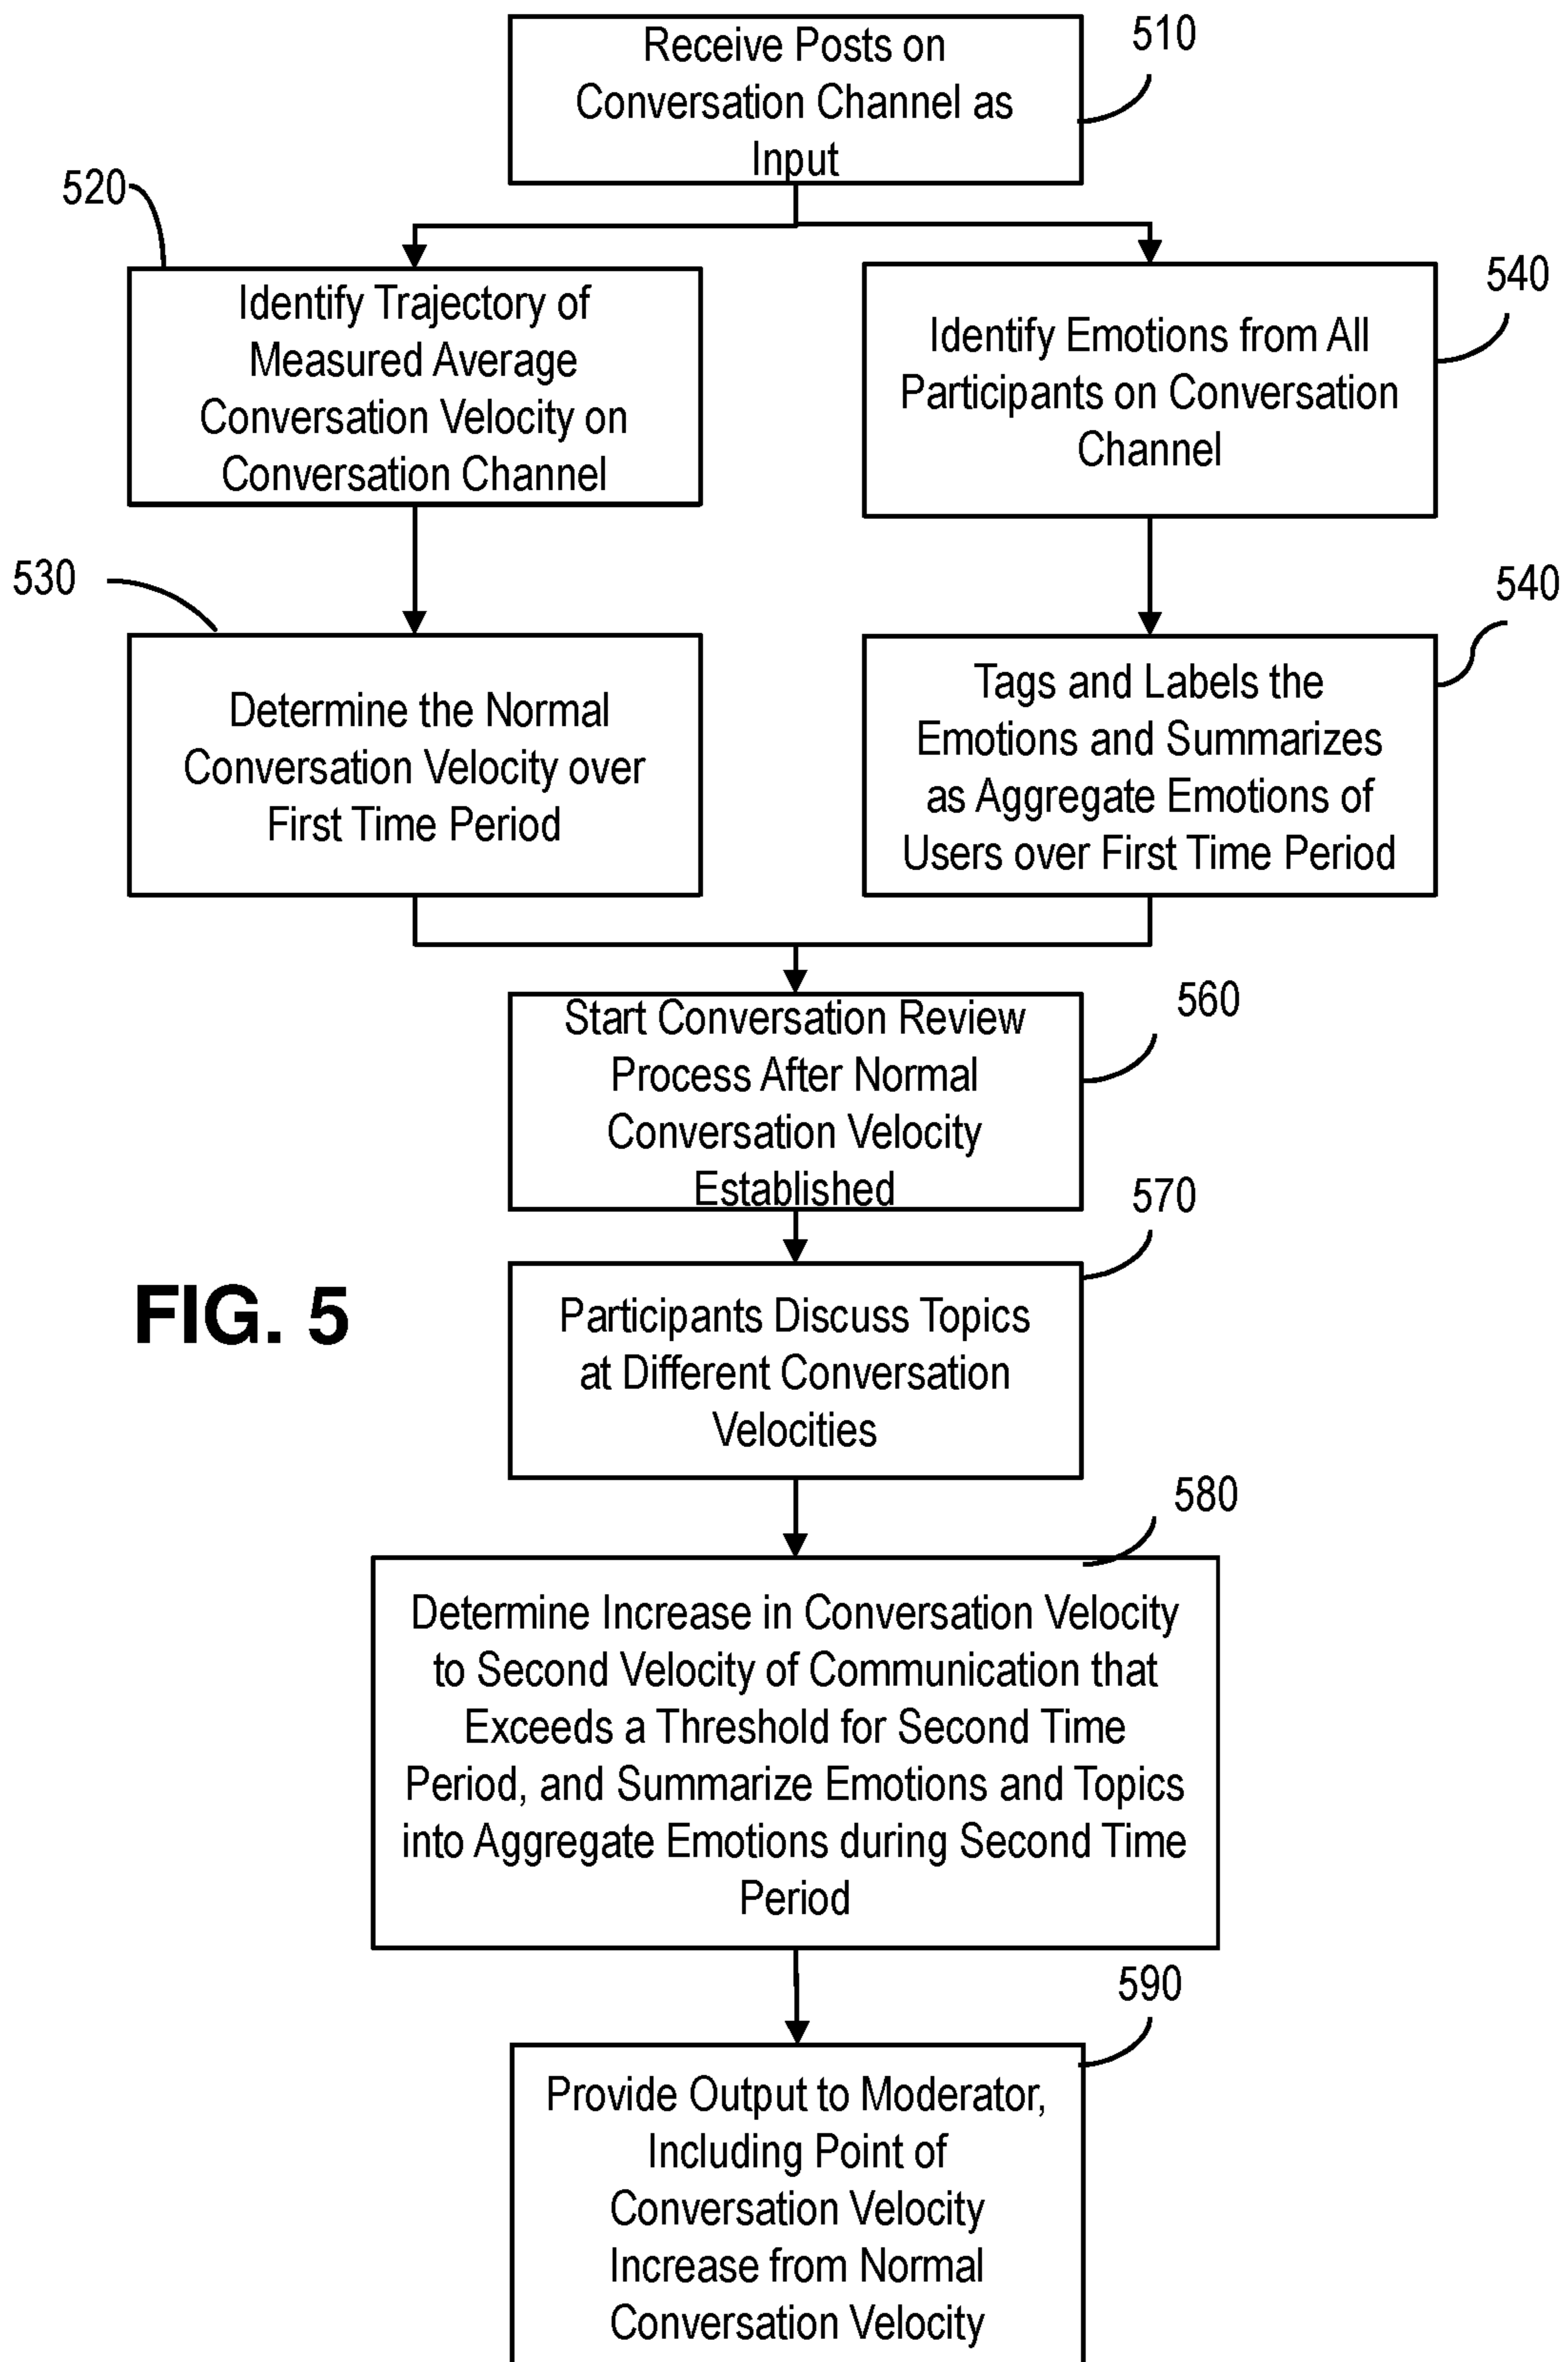 Receive Posts on
Conversation Channel as
Input
510
520
Identify Trajectory of
Measured Average
Conversation Velocity on
Conversation Channel
540
Identify Emotions from All
Participants on Conversation
Channel
530
Determine the Normal
Conversation Velocity over
First Time Period
540
Tags and Labels the
Emotions and Summarizes
as Aggregate Emotions of
Users over First Time Period
560
Start Conversation Review
Process After Normal
Conversation Velocity
Established
570
FIG. 5
Participants Discuss Topics
at Different Conversation
Velocities
580
Determine Increase in Conversation Velocity
to Second Velocity of Communication that
Exceeds a Threshold for Second Time
Period, and Summarize Emotions and Topics
into Aggregate Emotions during Second Time
Period
590
Provide Output to Moderator,
Including Point of
Conversation Velocity
Increase from Normal
Conversation Velocity